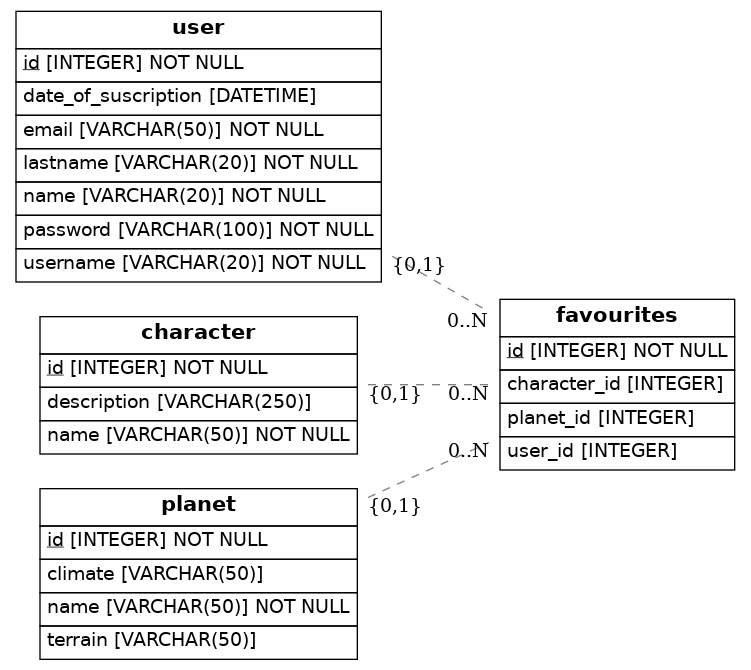 user
id [INTEGER] NOT NULL
date_of_suscription [DATETIME]
email [VARCHAR(50)] NOT NULL
lastname [VARCHAR(20)] NOT NULL
name [VARCHAR(20)] NOT NULL
password [VARCHAR(100)] NOT NULL
username [VARCHAR(20)] NOT NULL
{0,1}
0..N
character
id [INTEGER] NOT NULL
description [VARCHAR(250)]
name [VARCHAR(50)] NOT NULL
{0,1}
0..N
planet
id [INTEGER] NOT NULL
climate [VARCHAR(50)]
name [VARCHAR(50)] NOT NULL
terrain [VARCHAR(50)]
{0,1}
0..N
favourites
id [INTEGER] NOT NULL
character_id [INTEGER]
planet_id [INTEGER]
user_id [INTEGER]